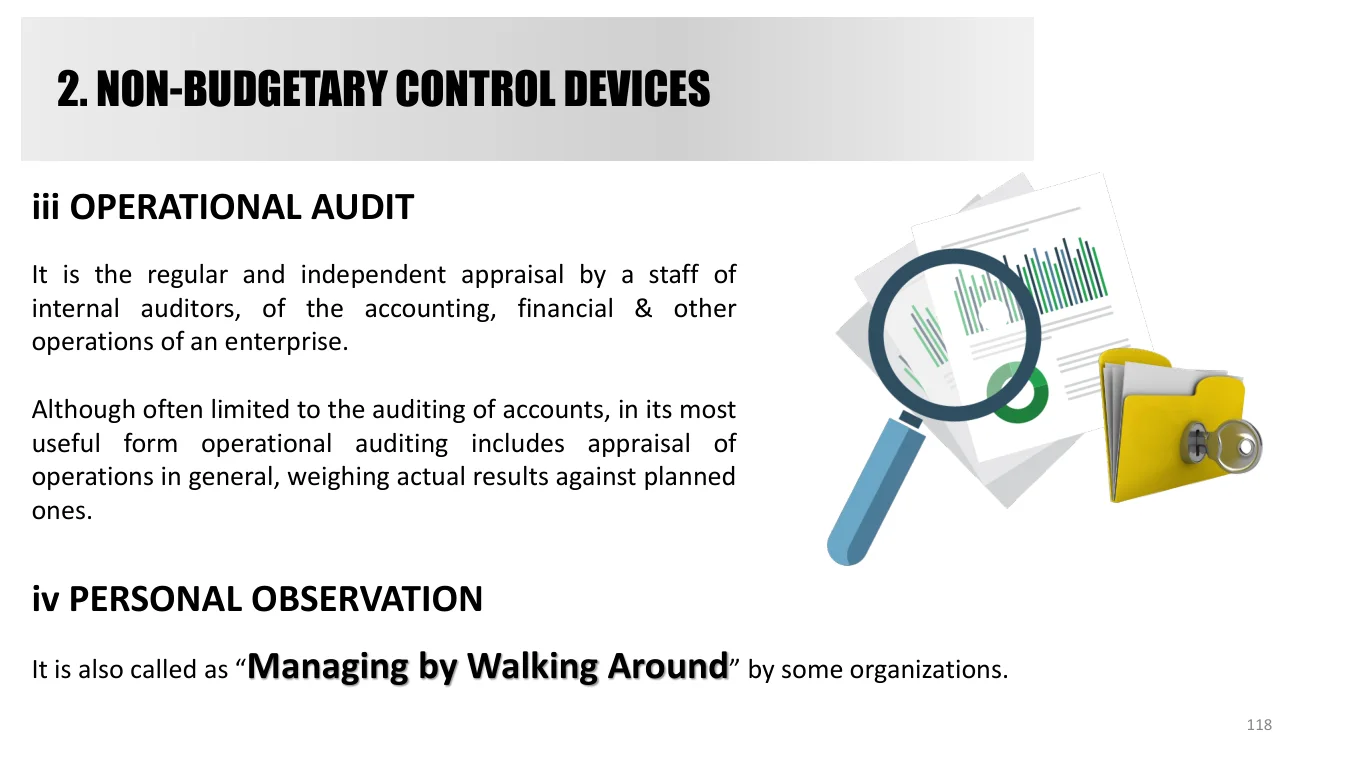 2. NON-BUDGETARY CONTROL DEVICES
iii OPERATIONAL AUDIT
It is the regular and independent appraisal by a staff of
internal auditors, of the accounting, financial & other
operations of an enterprise.
Although often limited to the auditing of accounts, in its most
useful form operational auditing includes appraisal of
operations in general, weighing actual results against planned
ones.
iv PERSONAL OBSERVATION
It is also called as “Managing by Walking Around” by some organizations.
118